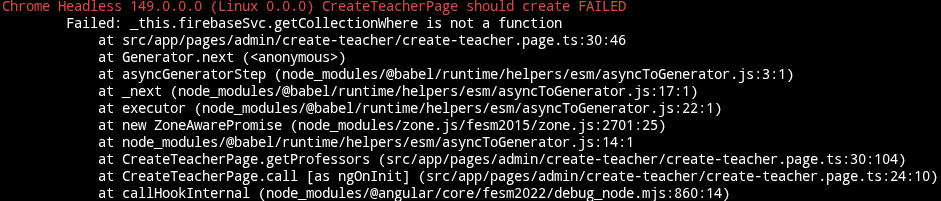 Chrome Headless 149.0.0.0 (Linux 0.0.0) CreateTeacherPage should create FAILED
Failed: _this.firebaseSvc.getCollectionWhere is not a function
at src/app/pages/admin/create-teacher/create-teacher.page.ts:30:46
at Generator.next (<anonymous>)
at asyncGeneratorStep (node_modules/@babel/runtime/helpers/esm/asyncToGenerator.js:3:1)
at _next (node_modules/@babel/runtime/helpers/esm/asyncToGenerator.js:17:1)
at executor (node_modules/@babel/runtime/helpers/esm/asyncToGenerator.js:22:1)
at new ZoneAwarePromise (node_modules/zone.js/fesm2015/zone.js:2701:25)
at node_modules/@babel/runtime/helpers/esm/asyncToGenerator.js:14:1
at CreateTeacherPage.getProfessors (src/app/pages/admin/create-teacher/create-teacher.page.ts:30:104)
at CreateTeacherPage.call [as ngOnInit] (src/app/pages/admin/create-teacher/create-teacher.page.ts:24:10)
at callHookInternal (node_modules/@angular/core/fesm2022/debug_node.mjs:860:14)